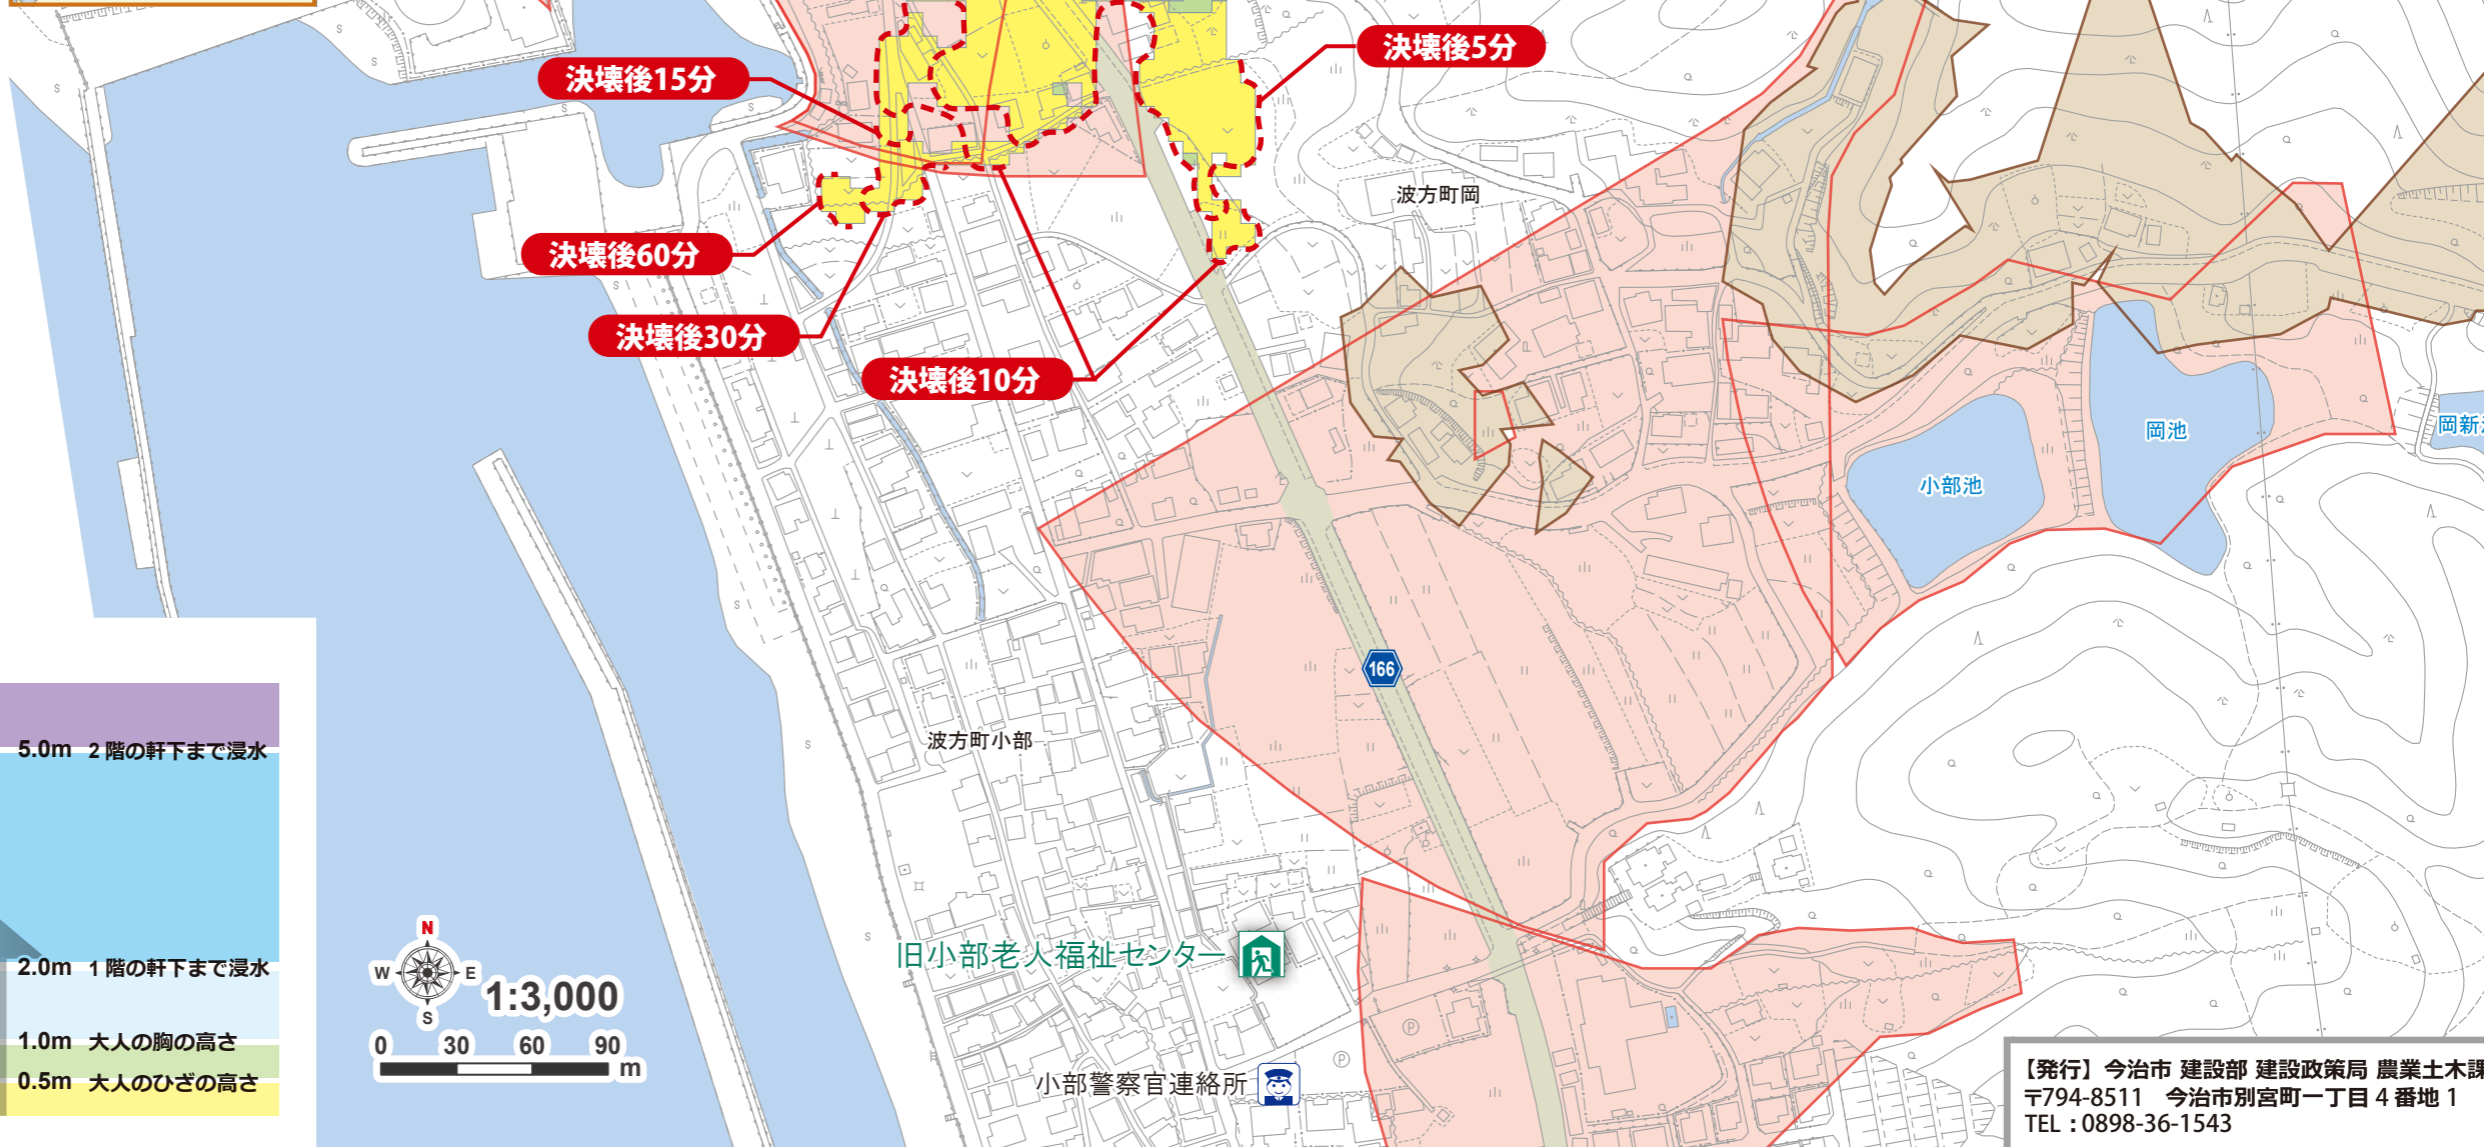 決壊後5分
決壊後15分
波方町岡
決壊後60分
決壊後30分
決壊後10分
岡池
岡新
小部池
166
波方町小部
5.0m 2階の軒下まで浸水
旧小部老人福祉センター
2.0m 1階の軒下まで浸水
N
W E
S
1:3,000
0 30 60 90
m
1.0m 大人の胸の高さ
0.5m 大人のひざの高さ
小部警察官連絡所
P
P
【発行】今治市 建設部 建設政策局 農業土木課
〒794-8511 今治市別宮町一丁目4番地1
TEL:0898-36-1543